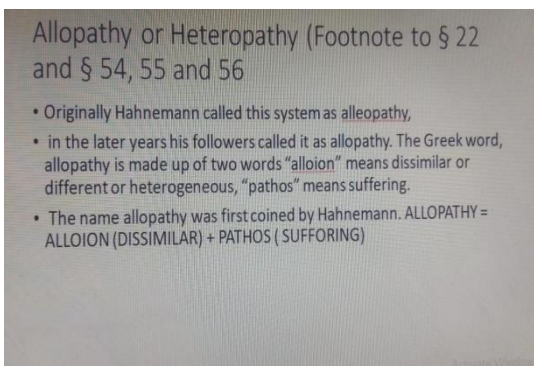 Allopathy or Heteropathy (Footnote to § 22
and § 54, 55 and 56
• Originally Hahnemann called this system as alleopathy,
• in the later years his followers called it as allopathy. The Greek word,
allopathy is made up of two words “alloion” means dissimilar or
different or heterogeneous, “pathos” means suffering.
• The name allopathy was first coined by Hahnemann. ALLOPATHY =
ALLOION (DISSIMILAR) + PATHOS ( SUFFORING)